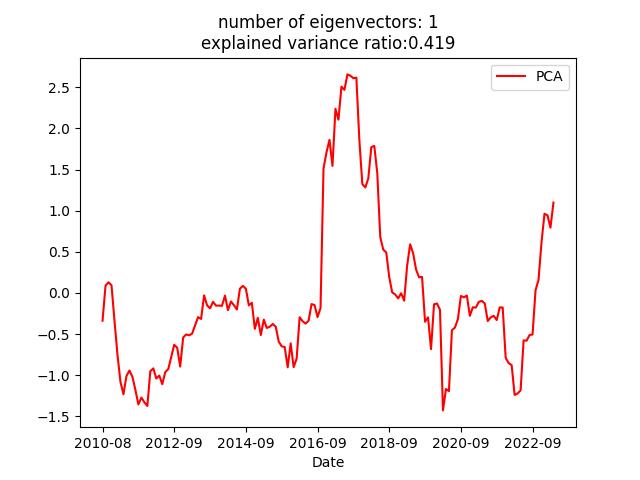 number of eigenvectors: 1
explained variance ratio:0.419
PCA
2.5
2.0
1.5
1.0
0.5
0.0
−0.5
−1.0
−1.5
2010-08 2012-09 2014-09 2016-09 2018-09 2020-09 2022-09
Date